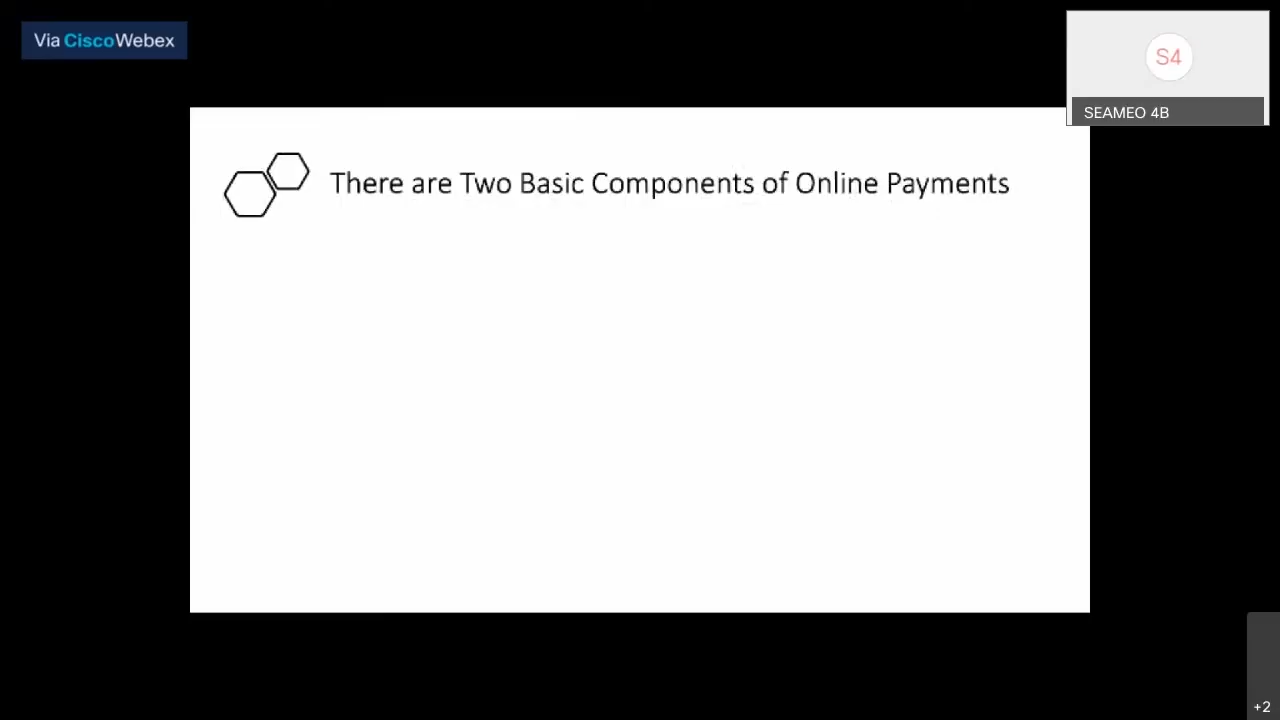 Via CiscoWebex
S4
SEAMEO 4B
There are Two Basic Components of Online Payments
+2